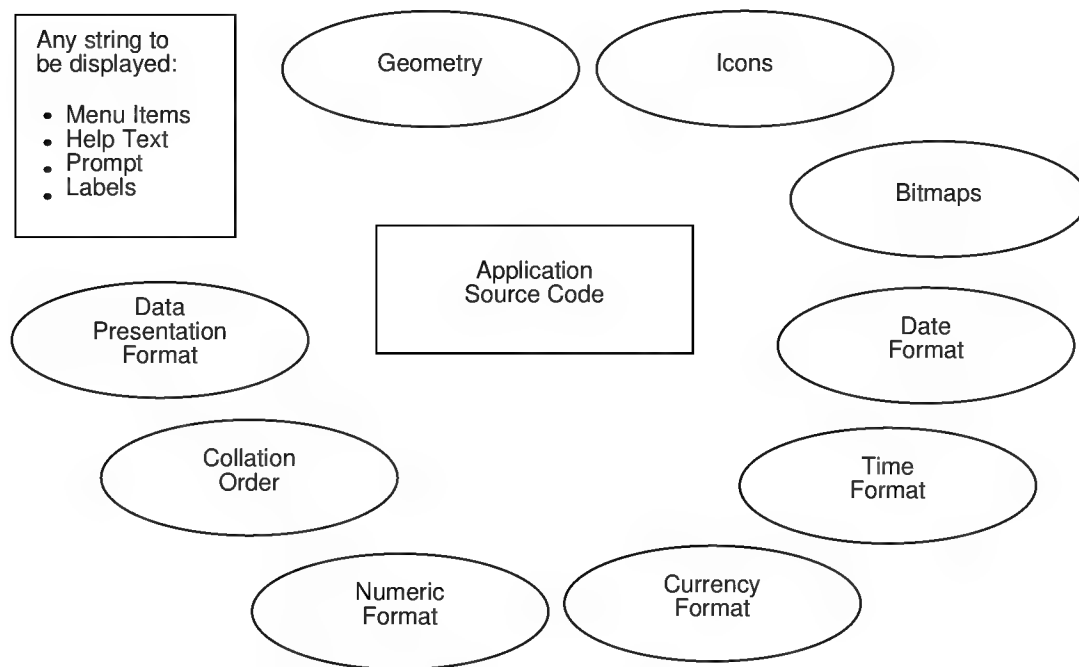 Any string to
be displayed:
• Menu Items
• Help Text
• Prompt
• Labels
Geometry
Icons
Bitmaps
Application
Source Code
Data
Presentation
Format
Date
Format
Collation
Order
Time
Format
Numeric
Format
Currency
Format